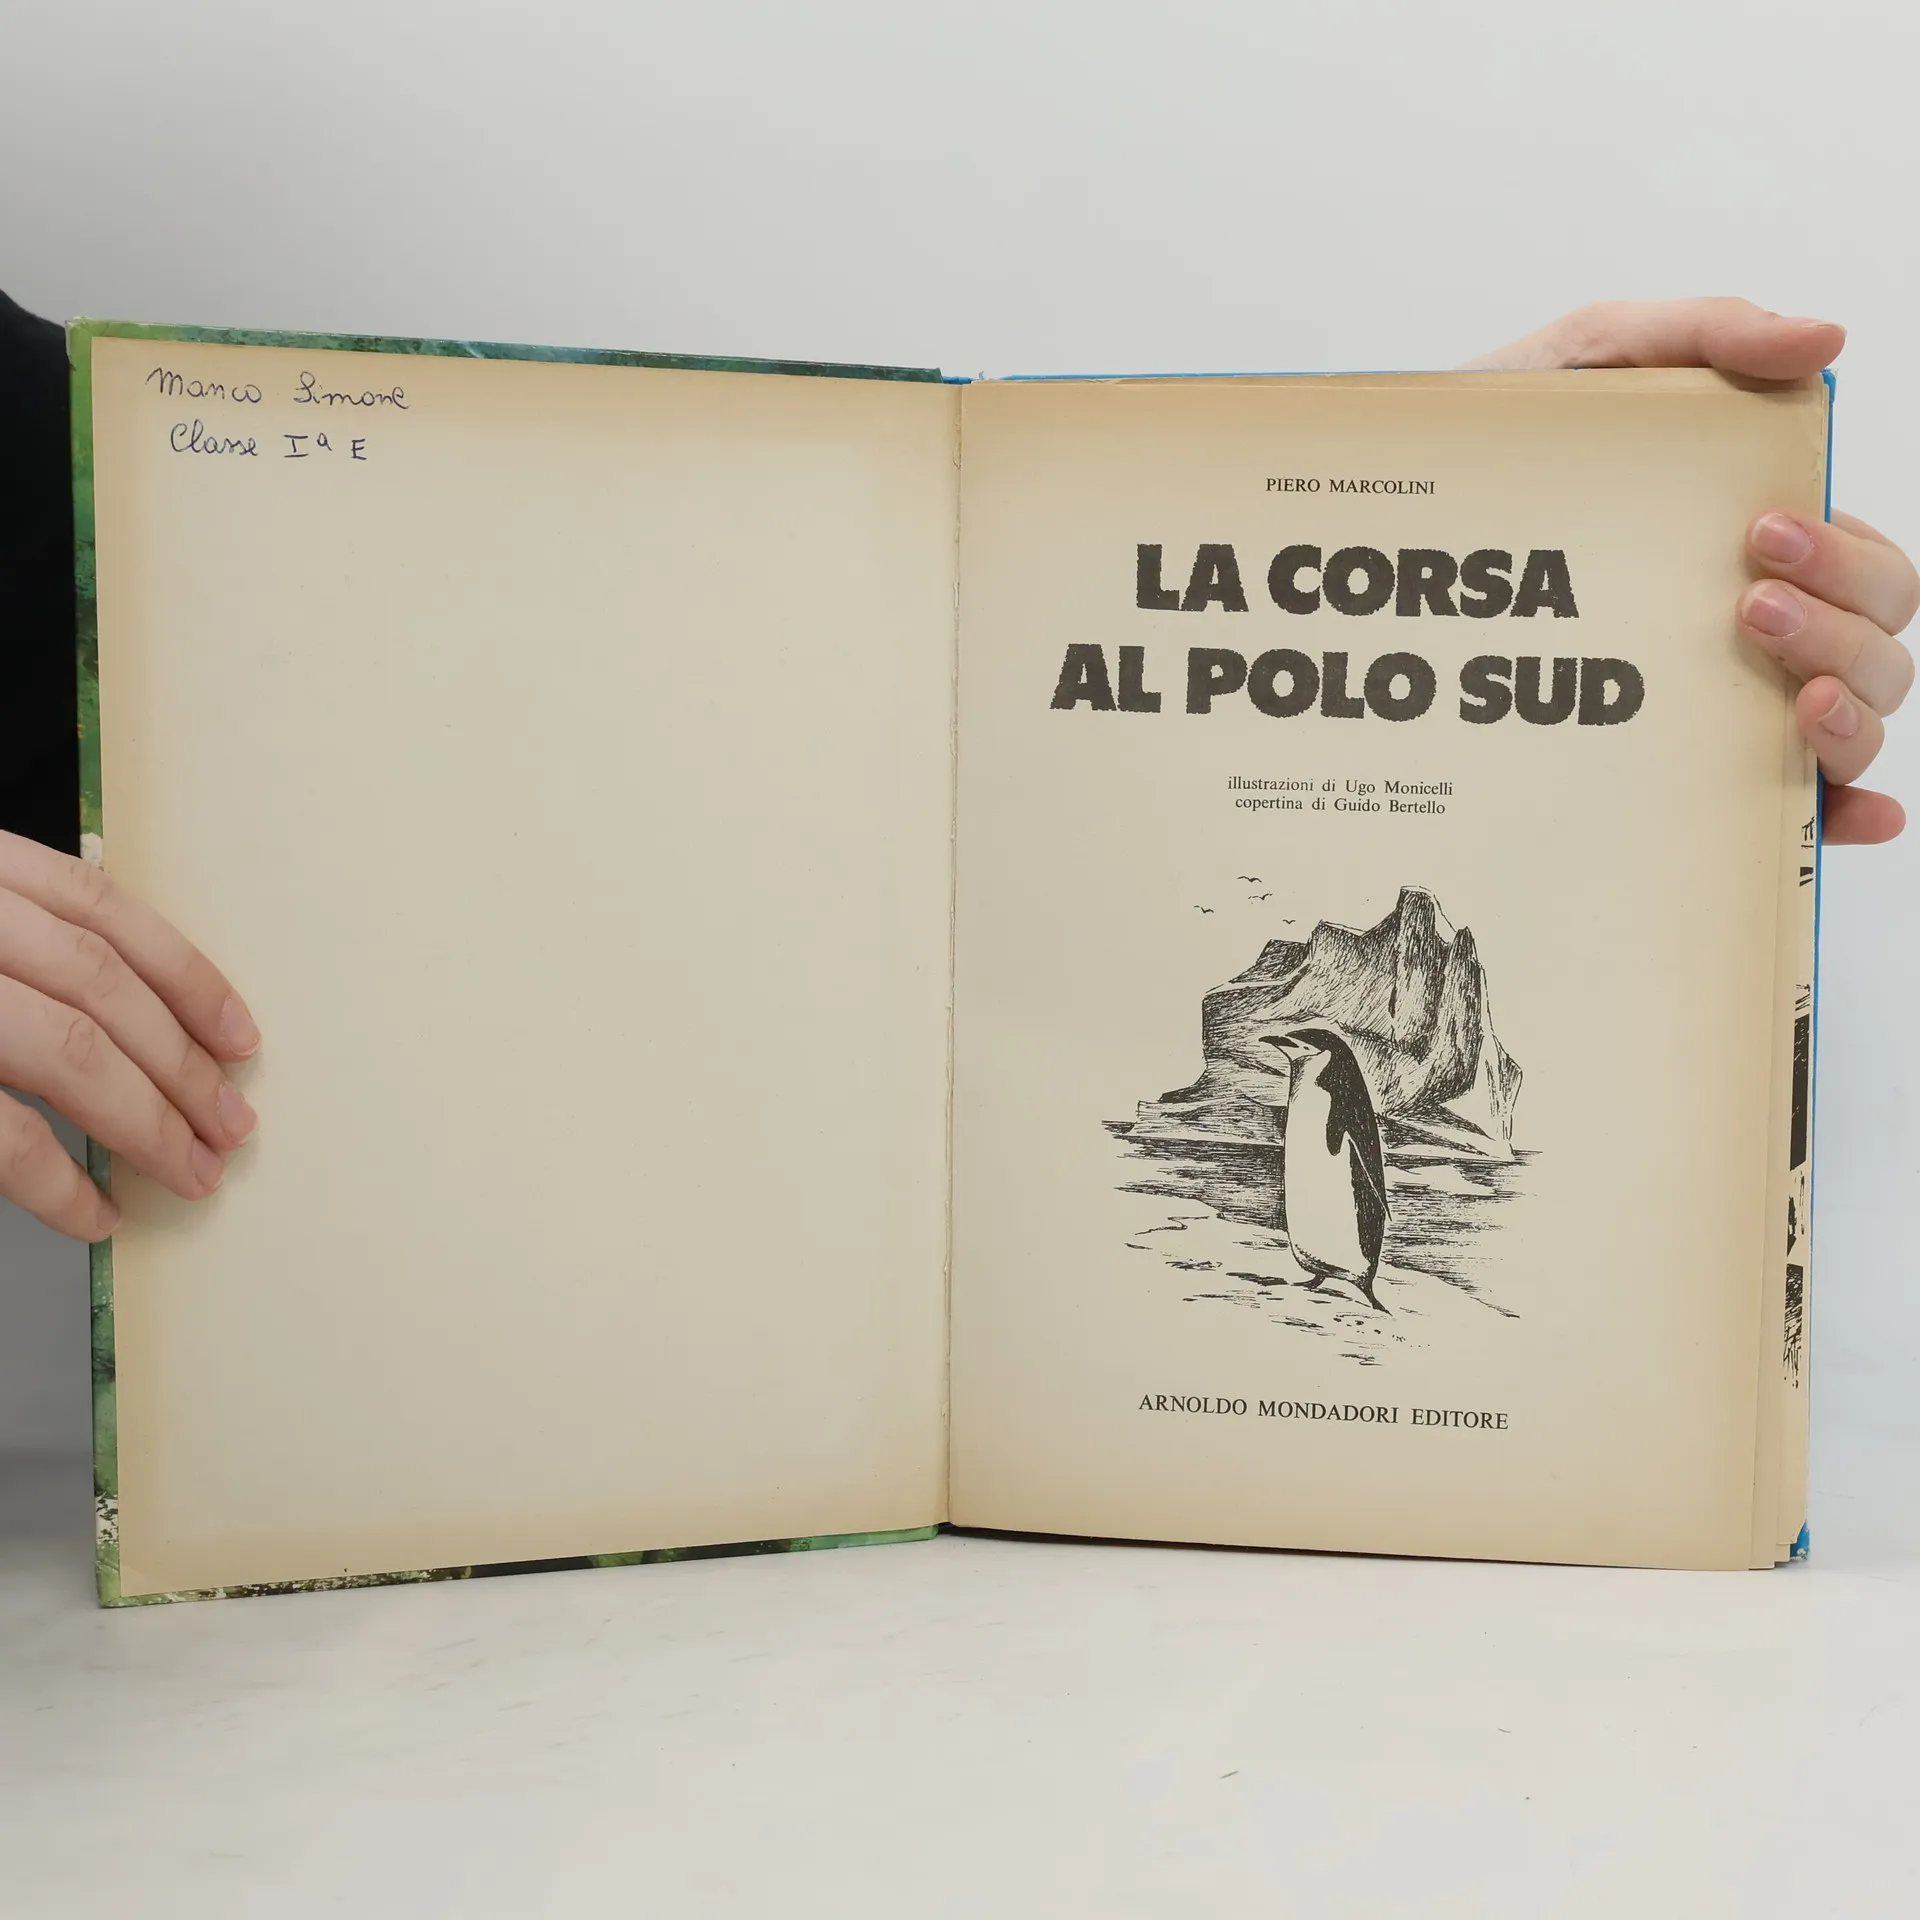 Manco Simone
Classe Iª E
PIERO MARCOLINI
LA CORSA
AL POLO SUD
illustrazioni di Ugo Monicelli
copertina di Guido Bertello
ARNOLDO MONDADORI EDITORE